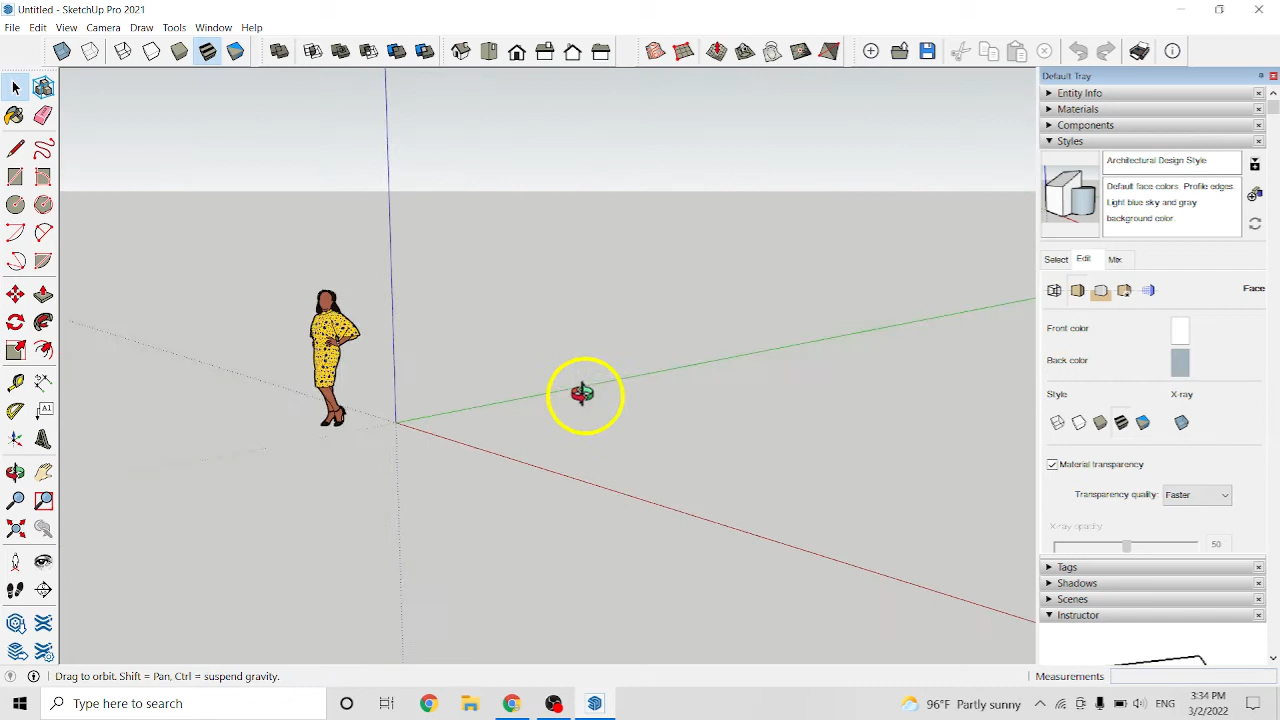 Untitled - SketchUp Pro 2021
File Edit View Camera Draw Tools Window Help
Default Tray
Entity Info
Materials
Components
Styles
Architectural Design Style
Default face colors. Profile edges.
Light blue sky and gray
background color.
Select Edit Mix
Face
Front color
Back color
Style X-ray
Material transparency
Transparency quality: Faster
X-ray opacity: 50
Tags
Shadows
Scenes
Instructor
A1
Drag to orbit. Shift = Pan, Ctrl = suspend gravity.
Measurements
Type here to search
96°F Partly sunny
ENG
3:34 PM
3/2/2022